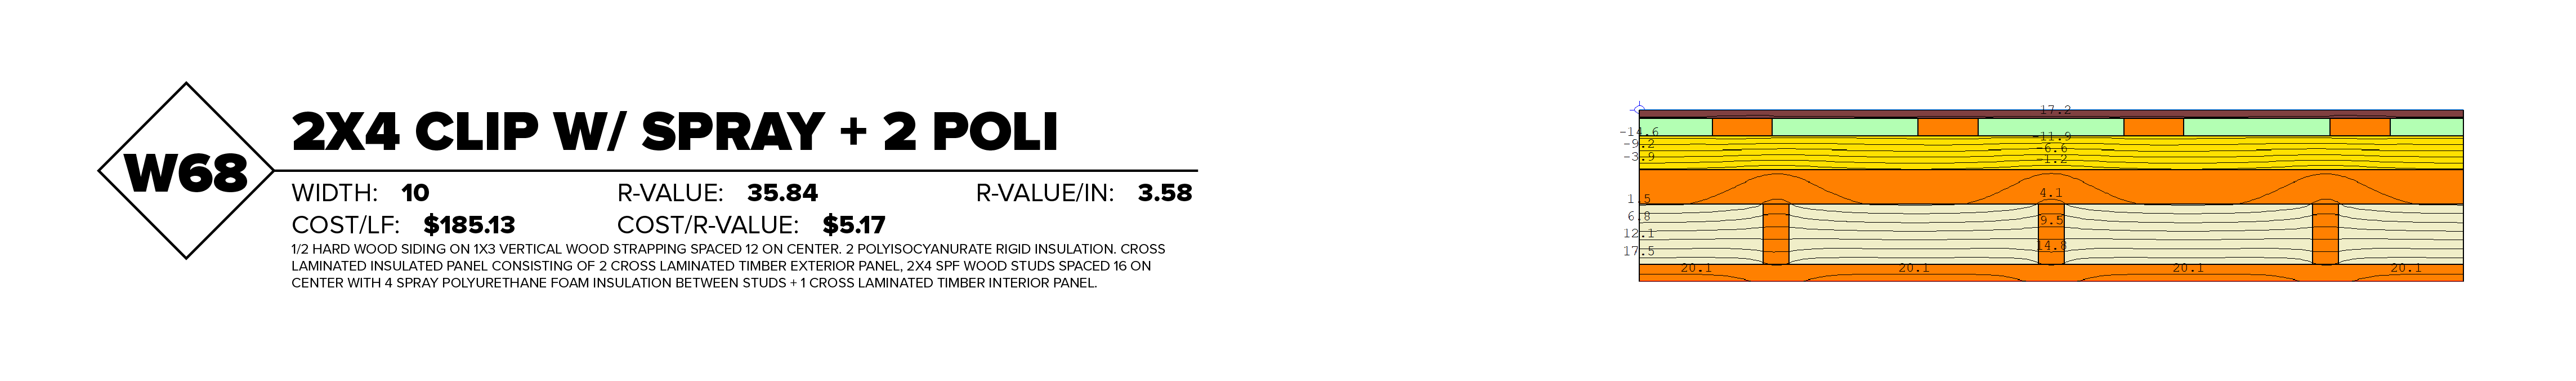 W68
2X4 CLIP W/ SPRAY + 2 POLI
WIDTH: 10 R-VALUE: 35.84 R-VALUE/IN: 3.58
COST/LF: $185.13 COST/R-VALUE: $5.17
1/2 HARD WOOD SIDING ON 1X3 VERTICAL WOOD STRAPPING SPACED 12 ON CENTER. 2 POLYISOCYANURATE RIGID INSULATION. CROSS
LAMINATED INSULATED PANEL CONSISTING OF 2 CROSS LAMINATED TIMBER EXTERIOR PANEL, 2X4 SPF WOOD STUDS SPACED 16 ON
CENTER WITH 4 SPRAY POLYURETHANE FOAM INSULATION BETWEEN STUDS + 1 CROSS LAMINATED TIMBER INTERIOR PANEL.
-17.2
-14.6 -11.9
-9.2 -6.6
-3.9 -1.2
1.5 4.1
6.8 9.5
12.1 14.8
17.5
20.1 20.1 20.1 20.1